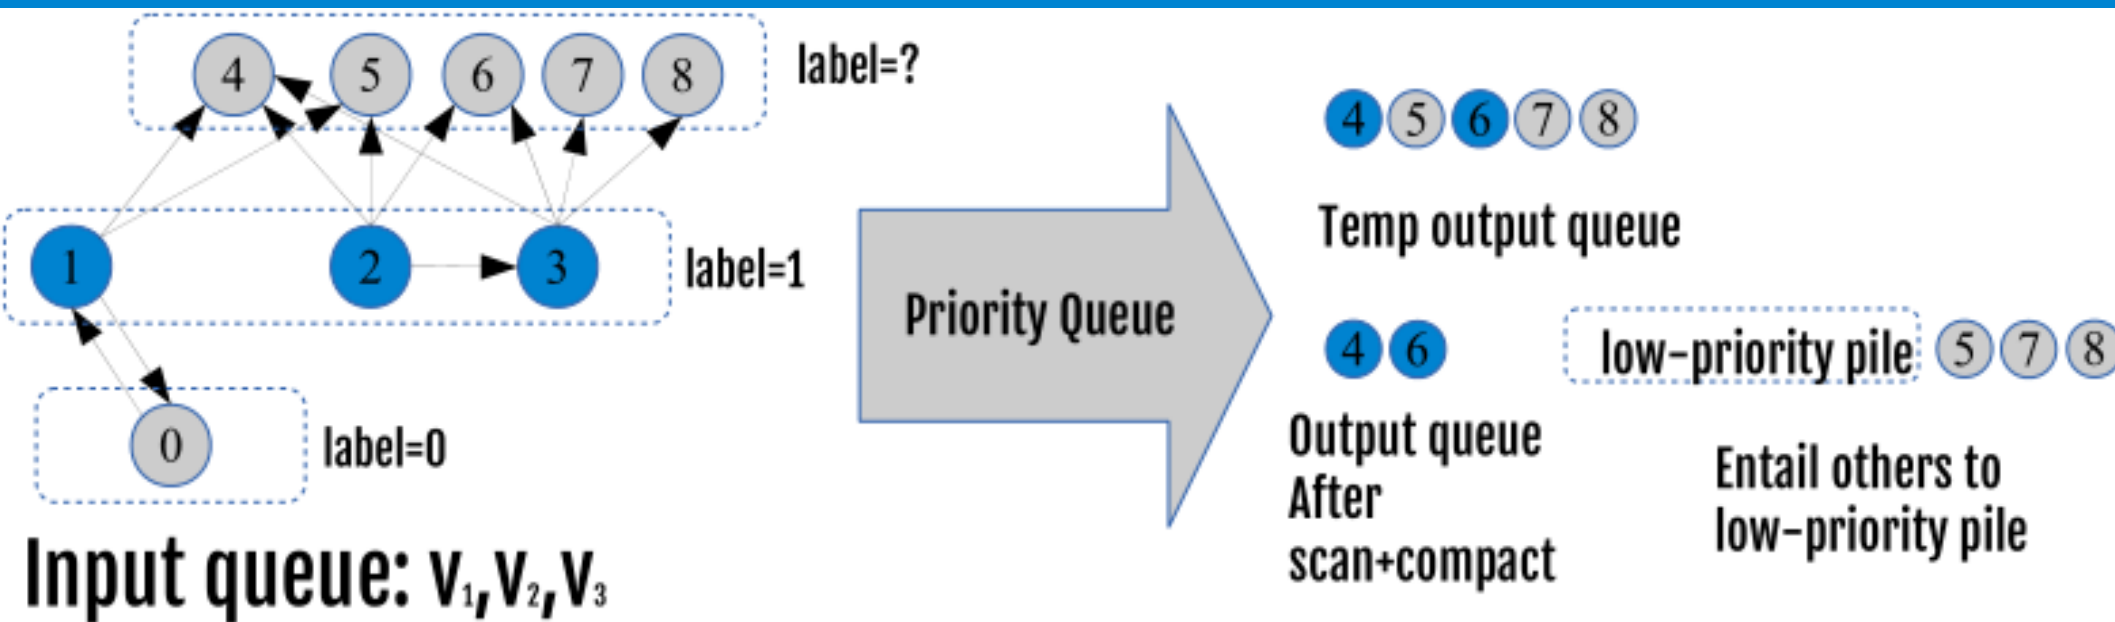 4 5 6 7 8 label=?
1 2 3 label=1
0 label=0
Input queue: V₁,V₂,V₃
Priority Queue
4 5 6 7 8
Temp output queue
4 6
Output queue
After
scan+compact
low-priority pile 5 7 8
Entail others to
low-priority pile